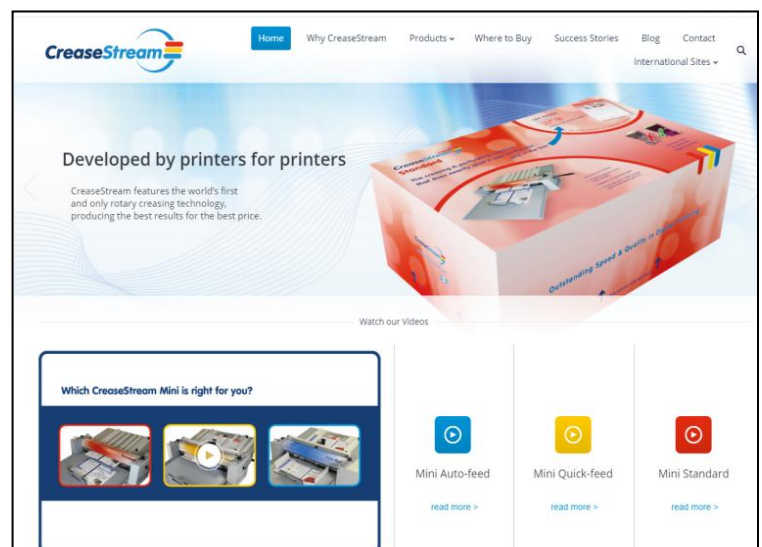 CreaseStream
Home Why CreaseStream Products Where to Buy Success Stories Blog Contact
International Sites
Developed by printers for printers
CreaseStream features the world's first
and only rotary creasing technology,
producing the best results for the best price.
CreaseStream
Standard
Outstanding Speed & Quality in Digital
Watch our Videos
Which CreaseStream Mini is right for you?
Mini Auto-feed Mini Quick-feed Mini Standard
read more > read more > read more >